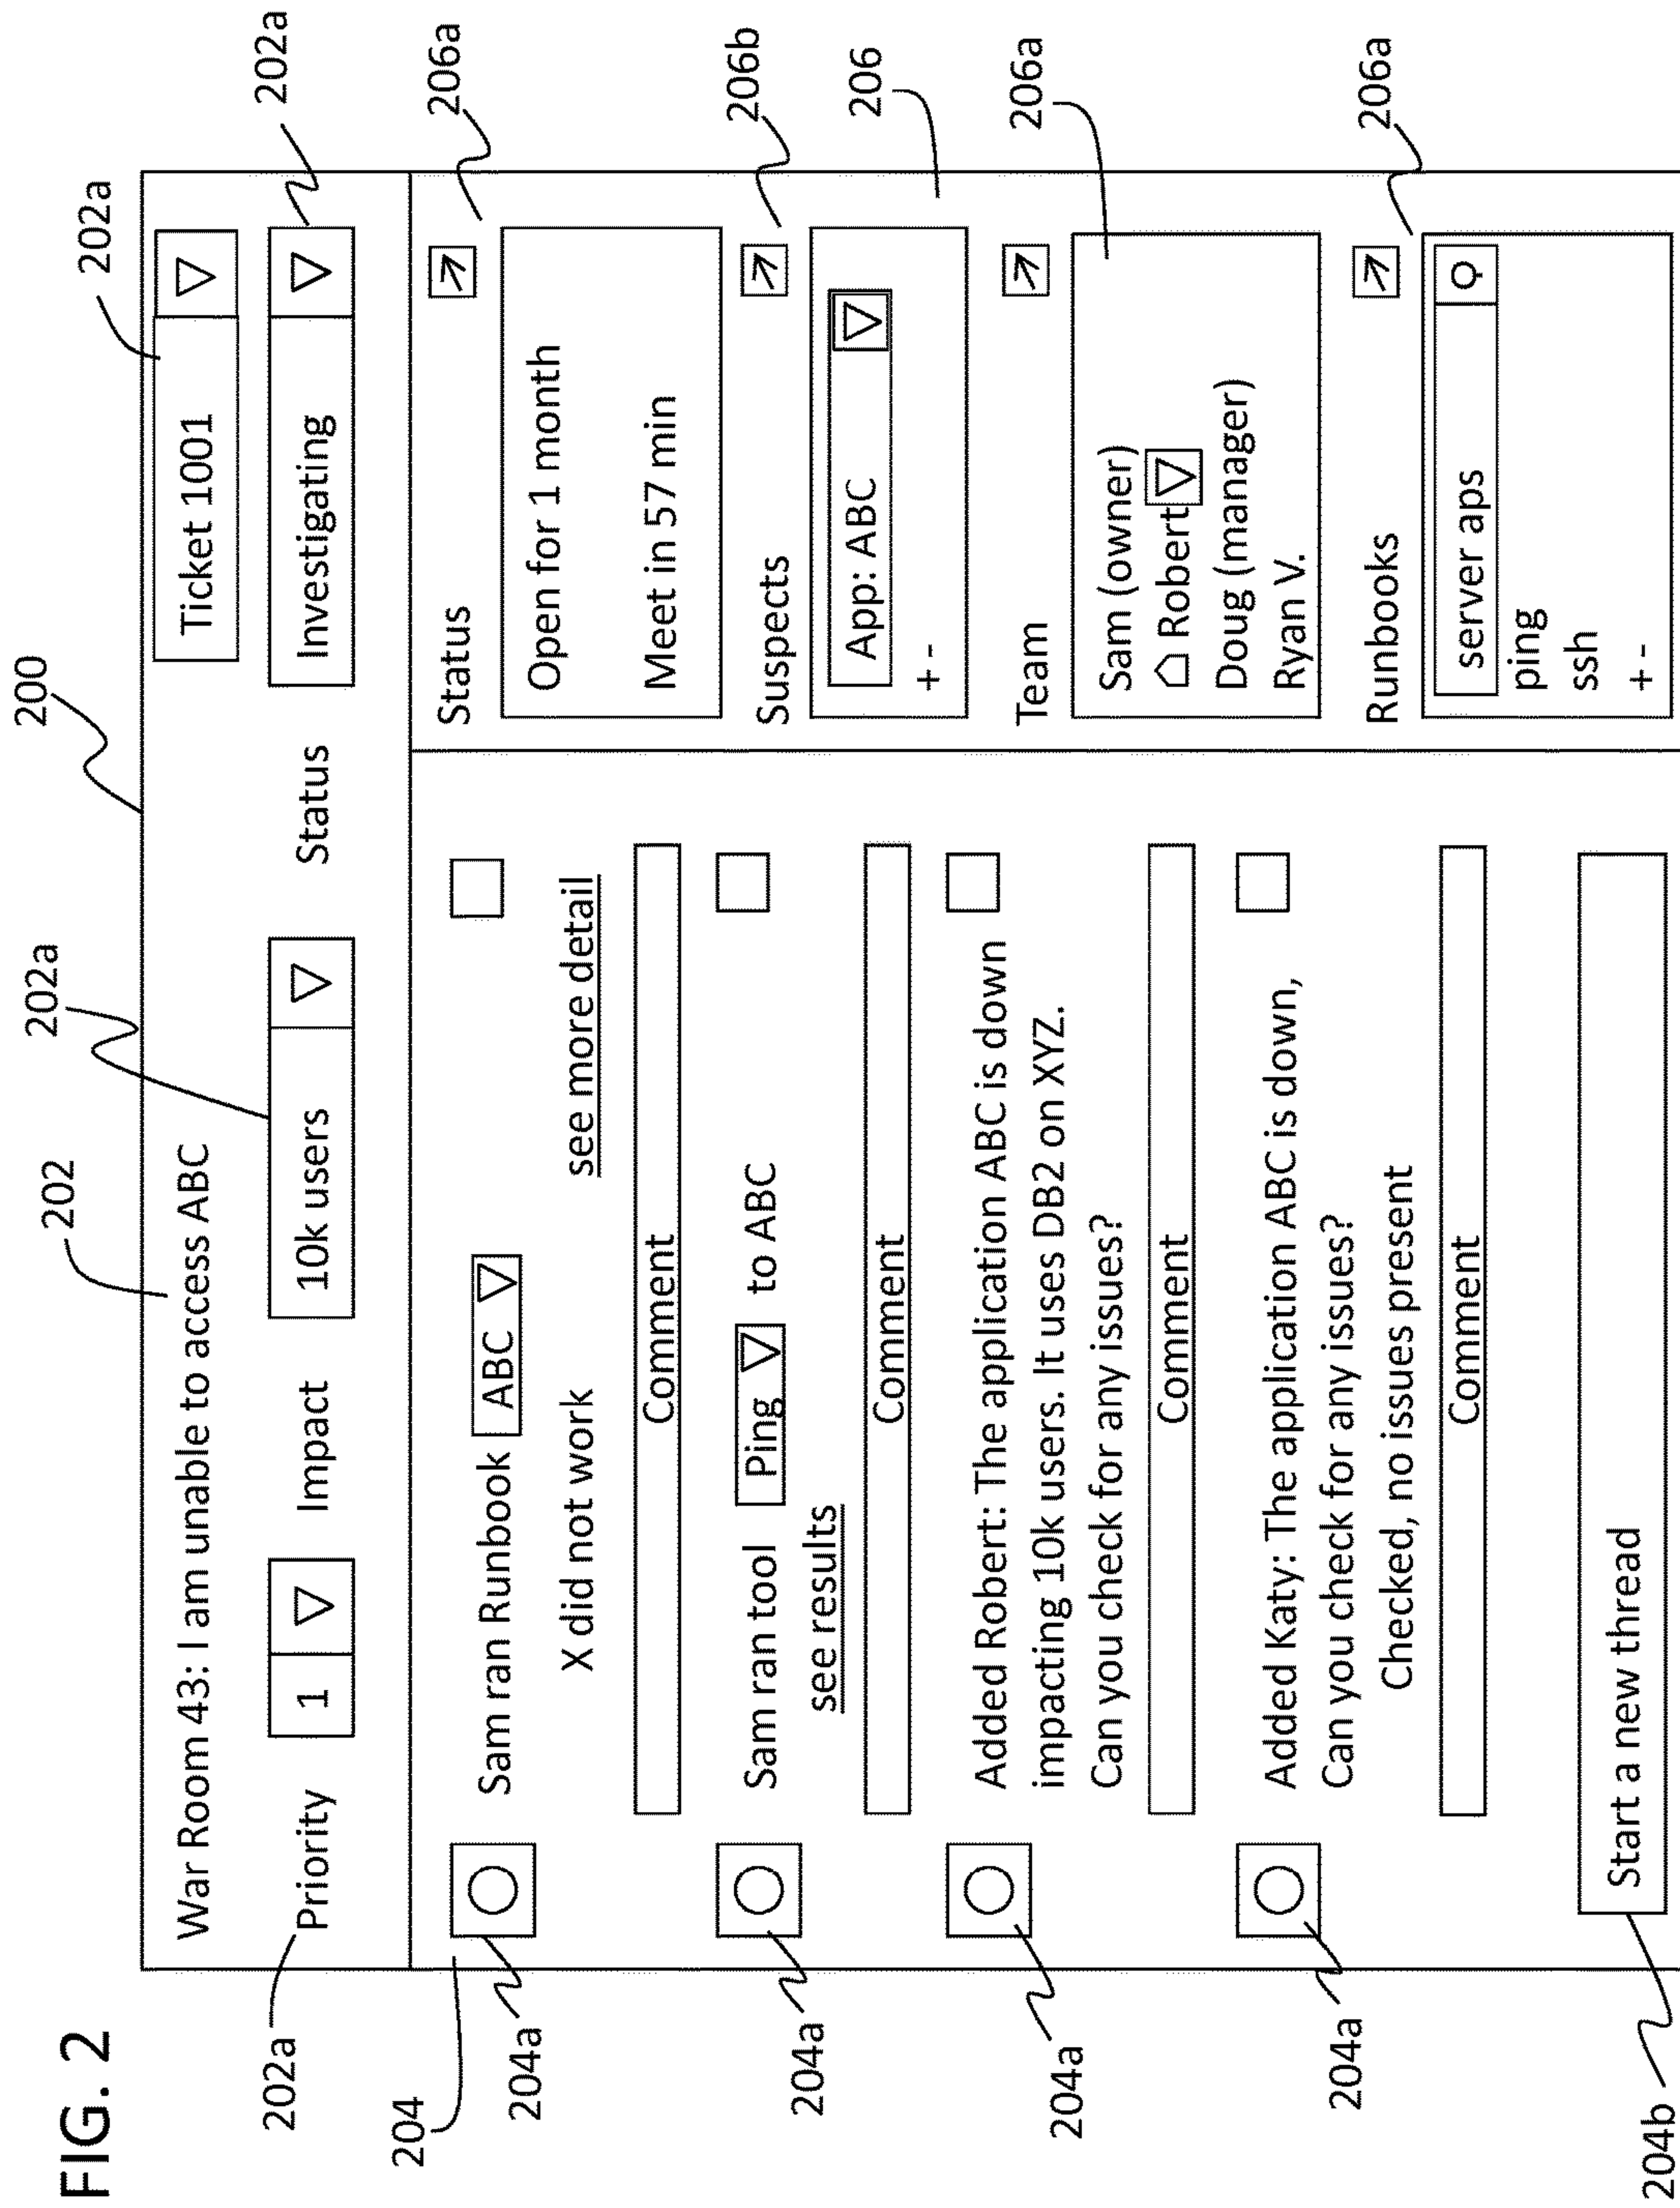 FIG. 2
200
202
202a
202a
202a
202a
War Room 43: I am unable to access ABC
Ticket 1001
Priority 1 Impact 10k users Status Investigating
204
204a
Sam ran Runbook ABC
X did not work see more detail
Comment
204a
Sam ran tool Ping to ABC
see results
Comment
204a
Added Robert: The application ABC is down
impacting 10k users. It uses DB2 on XYZ.
Can you check for any issues?
Comment
204a
Added Katy: The application ABC is down,
Can you check for any issues?
Checked, no issues present
Comment
204b
Start a new thread
Status
206a
Open for 1 month
Meet in 57 min
Suspects
206b
App: ABC
+ -
206
Team
206a
Sam (owner)
Robert
Doug (manager)
Ryan V.
Runbooks
206a
server aps
ping
ssh
+ -